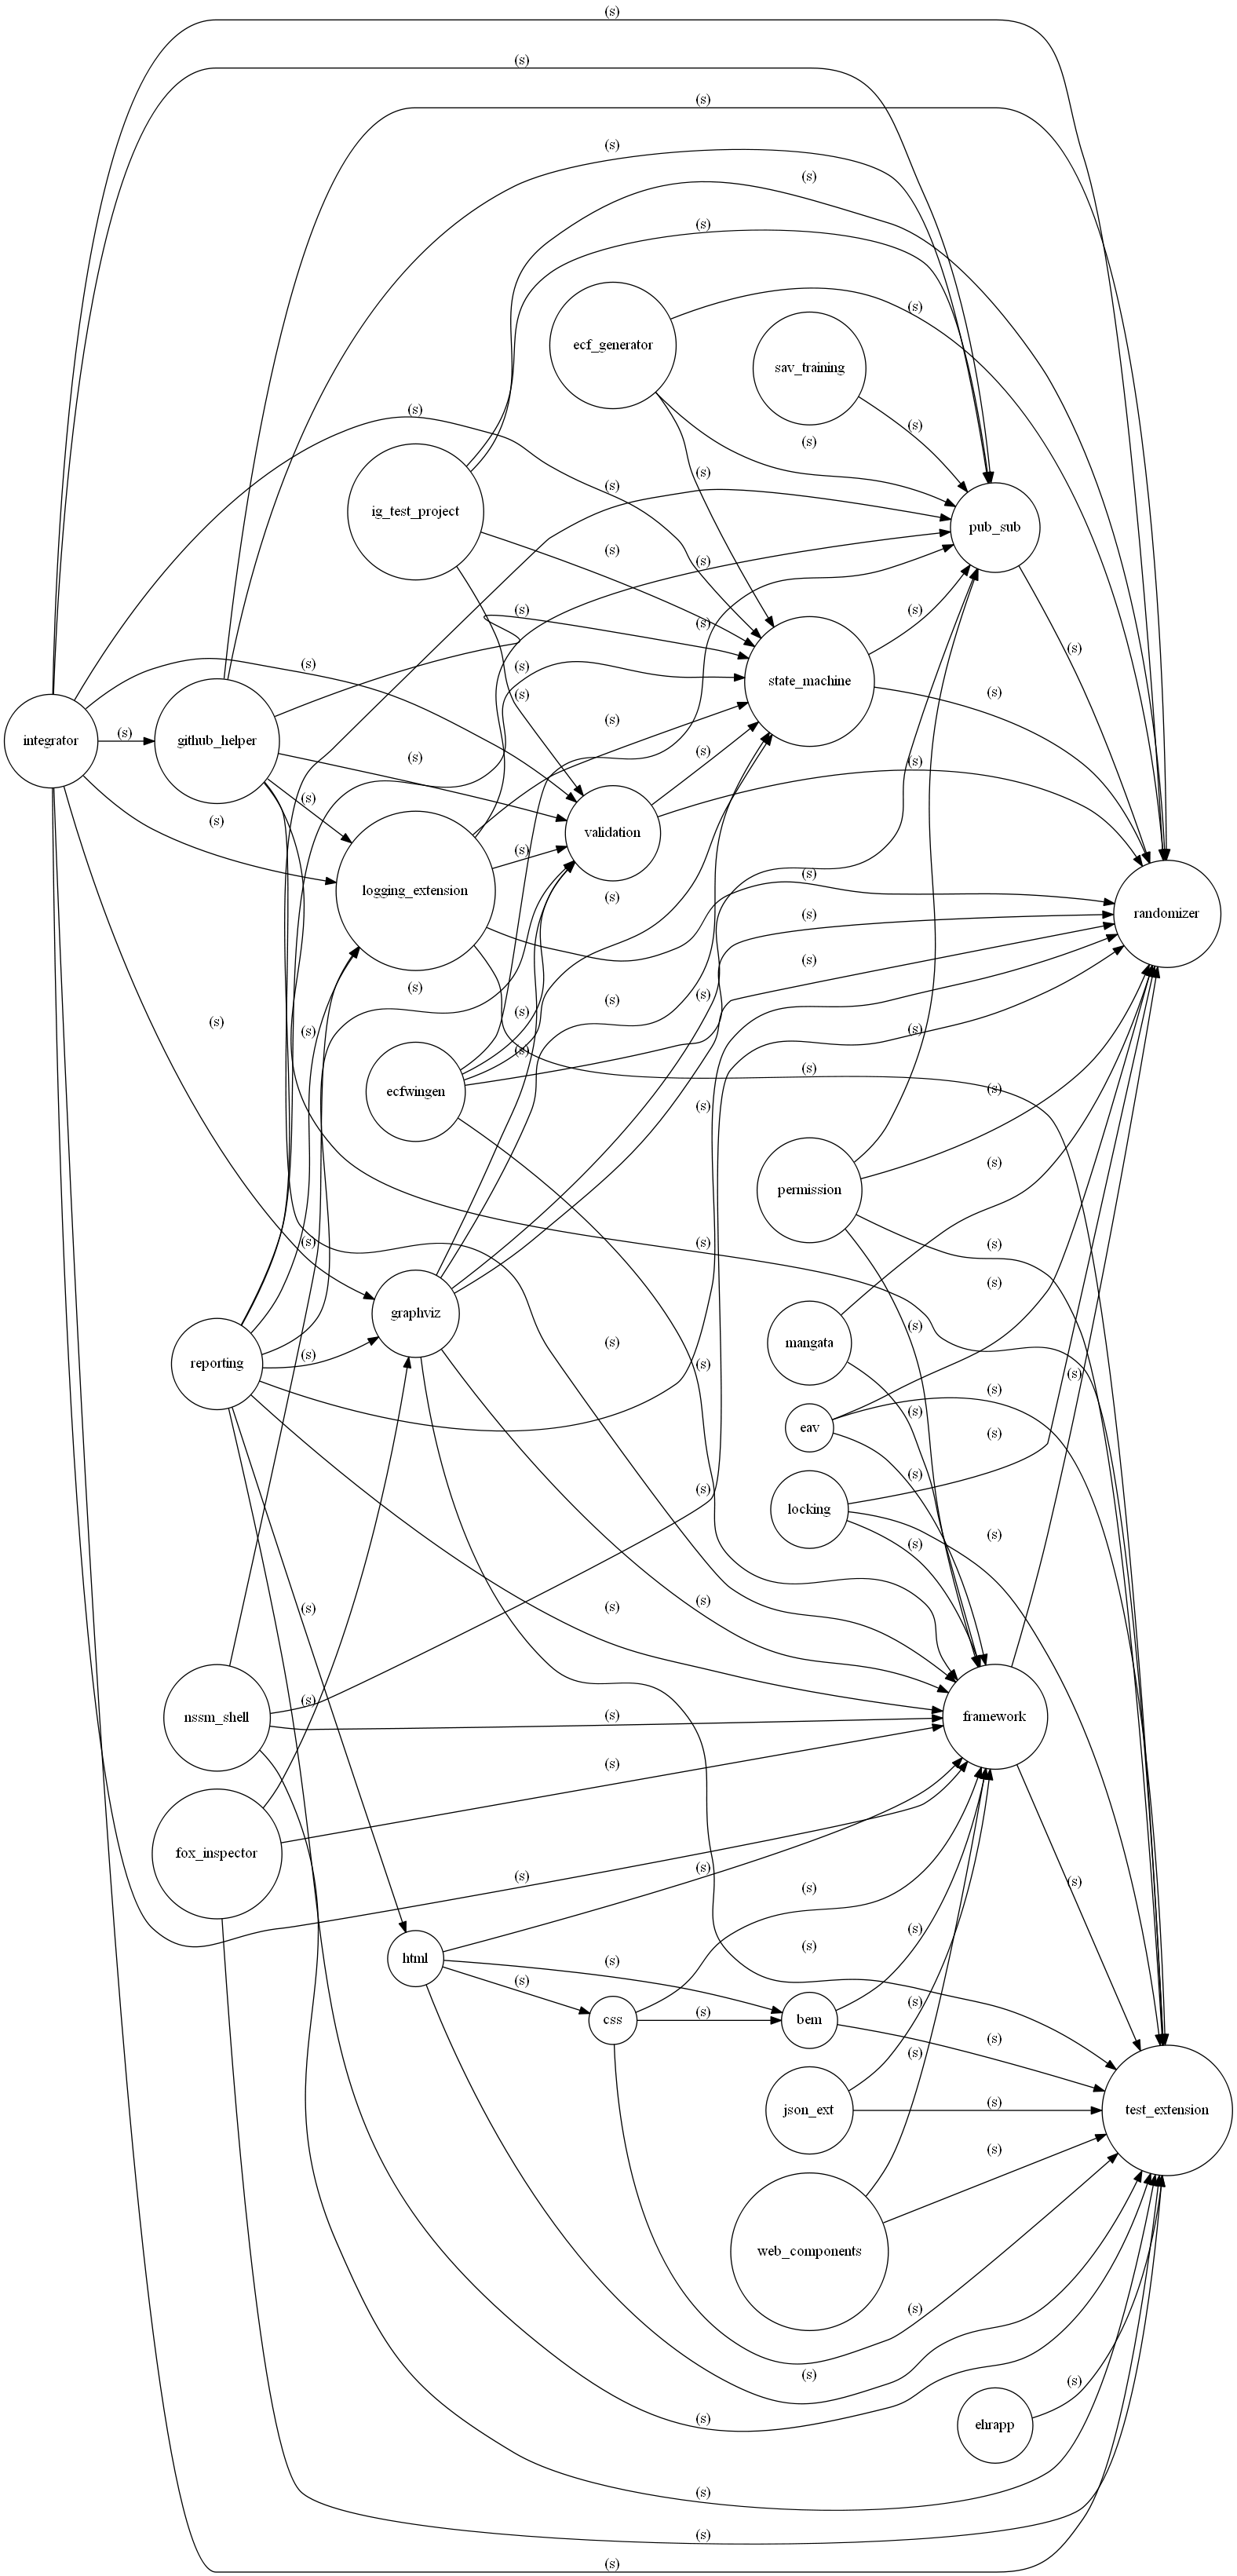 (s)
(s)
(s)
(s)
(s)
(s)
(s)
ecf_generator
sav_training
(s)
(s)
(s)
(s)
(s)
ig_test_project
pub_sub
(s)
(s)
(s)
(s)
(s)
(s)
(s)
(s)
state_machine
(s)
(s)
(s)
(s)
integrator
github_helper
(s)
(s)
(s)
(s)
(s)
validation
(s)
(s)
logging_extension
(s)
randomizer
(s)
(s)
(s)
(s)
(s)
(s)
(s)
(s)
(s)
(s)
(s)
(s)
ecfwingen
(s)
(s)
permission
(s)
(s)
(s)
(s)
graphviz
(s)
(s)
mangata
(s)
reporting
(s)
(s)
(s)
(s)
eav
(s)
(s)
(s)
locking
(s)
(s)
(s)
(s)
(s)
(s)
(s)
nssm_shell
framework
(s)
fox_inspector
(s)
(s)
(s)
(s)
(s)
(s)
html
(s)
(s)
(s)
(s)
css
bem
(s)
(s)
(s)
json_ext
test_extension
(s)
web_components
(s)
(s)
(s)
(s)
ehrapp
(s)
(s)
(s)